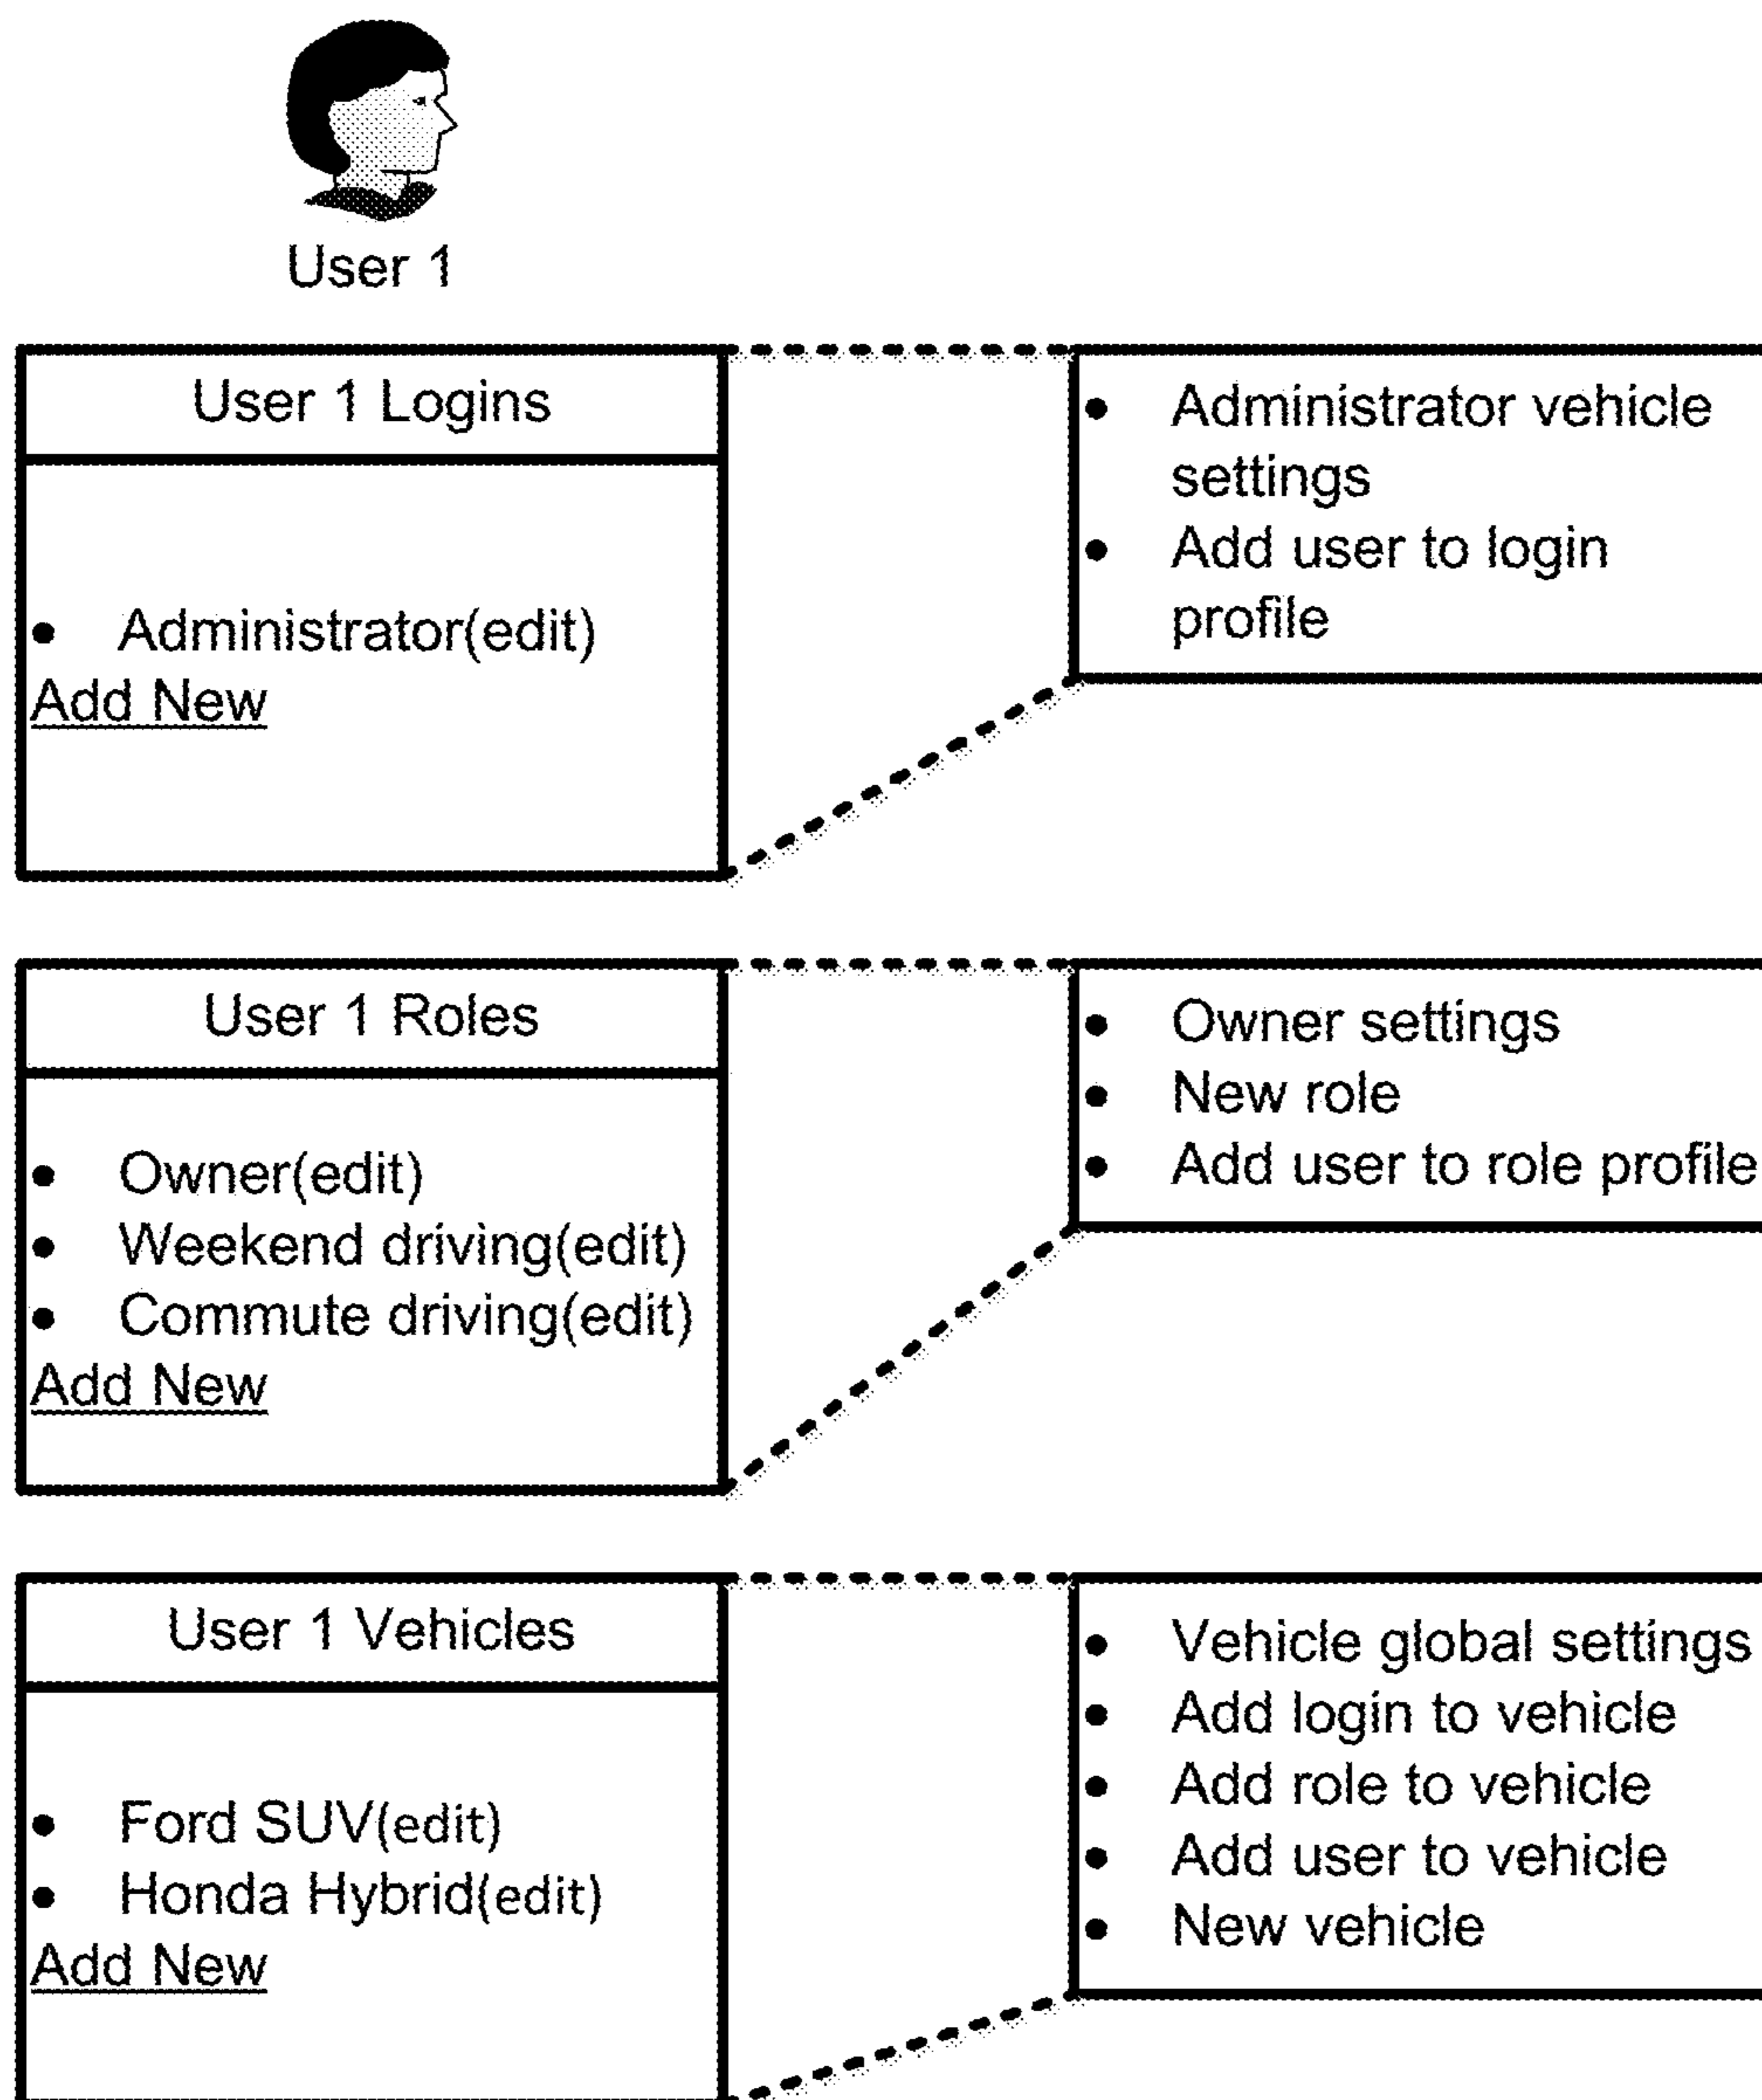 User 1
User 1 Logins
• Administrator(edit)
Add New
• Administrator vehicle
settings
• Add user to login
profile
User 1 Roles
• Owner(edit)
• Weekend driving(edit)
• Commute driving(edit)
Add New
• Owner settings
• New role
• Add user to role profile
User 1 Vehicles
• Ford SUV(edit)
• Honda Hybrid(edit)
Add New
• Vehicle global settings
• Add login to vehicle
• Add role to vehicle
• Add user to vehicle
• New vehicle